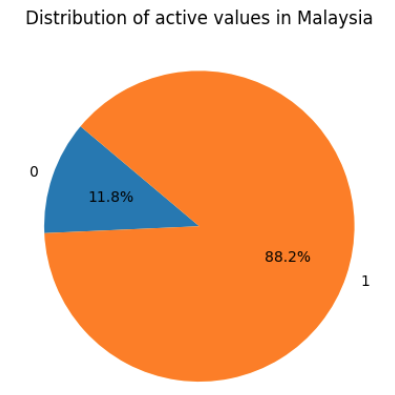 Distribution of active values in Malaysia
0
11.8%
88.2%
1